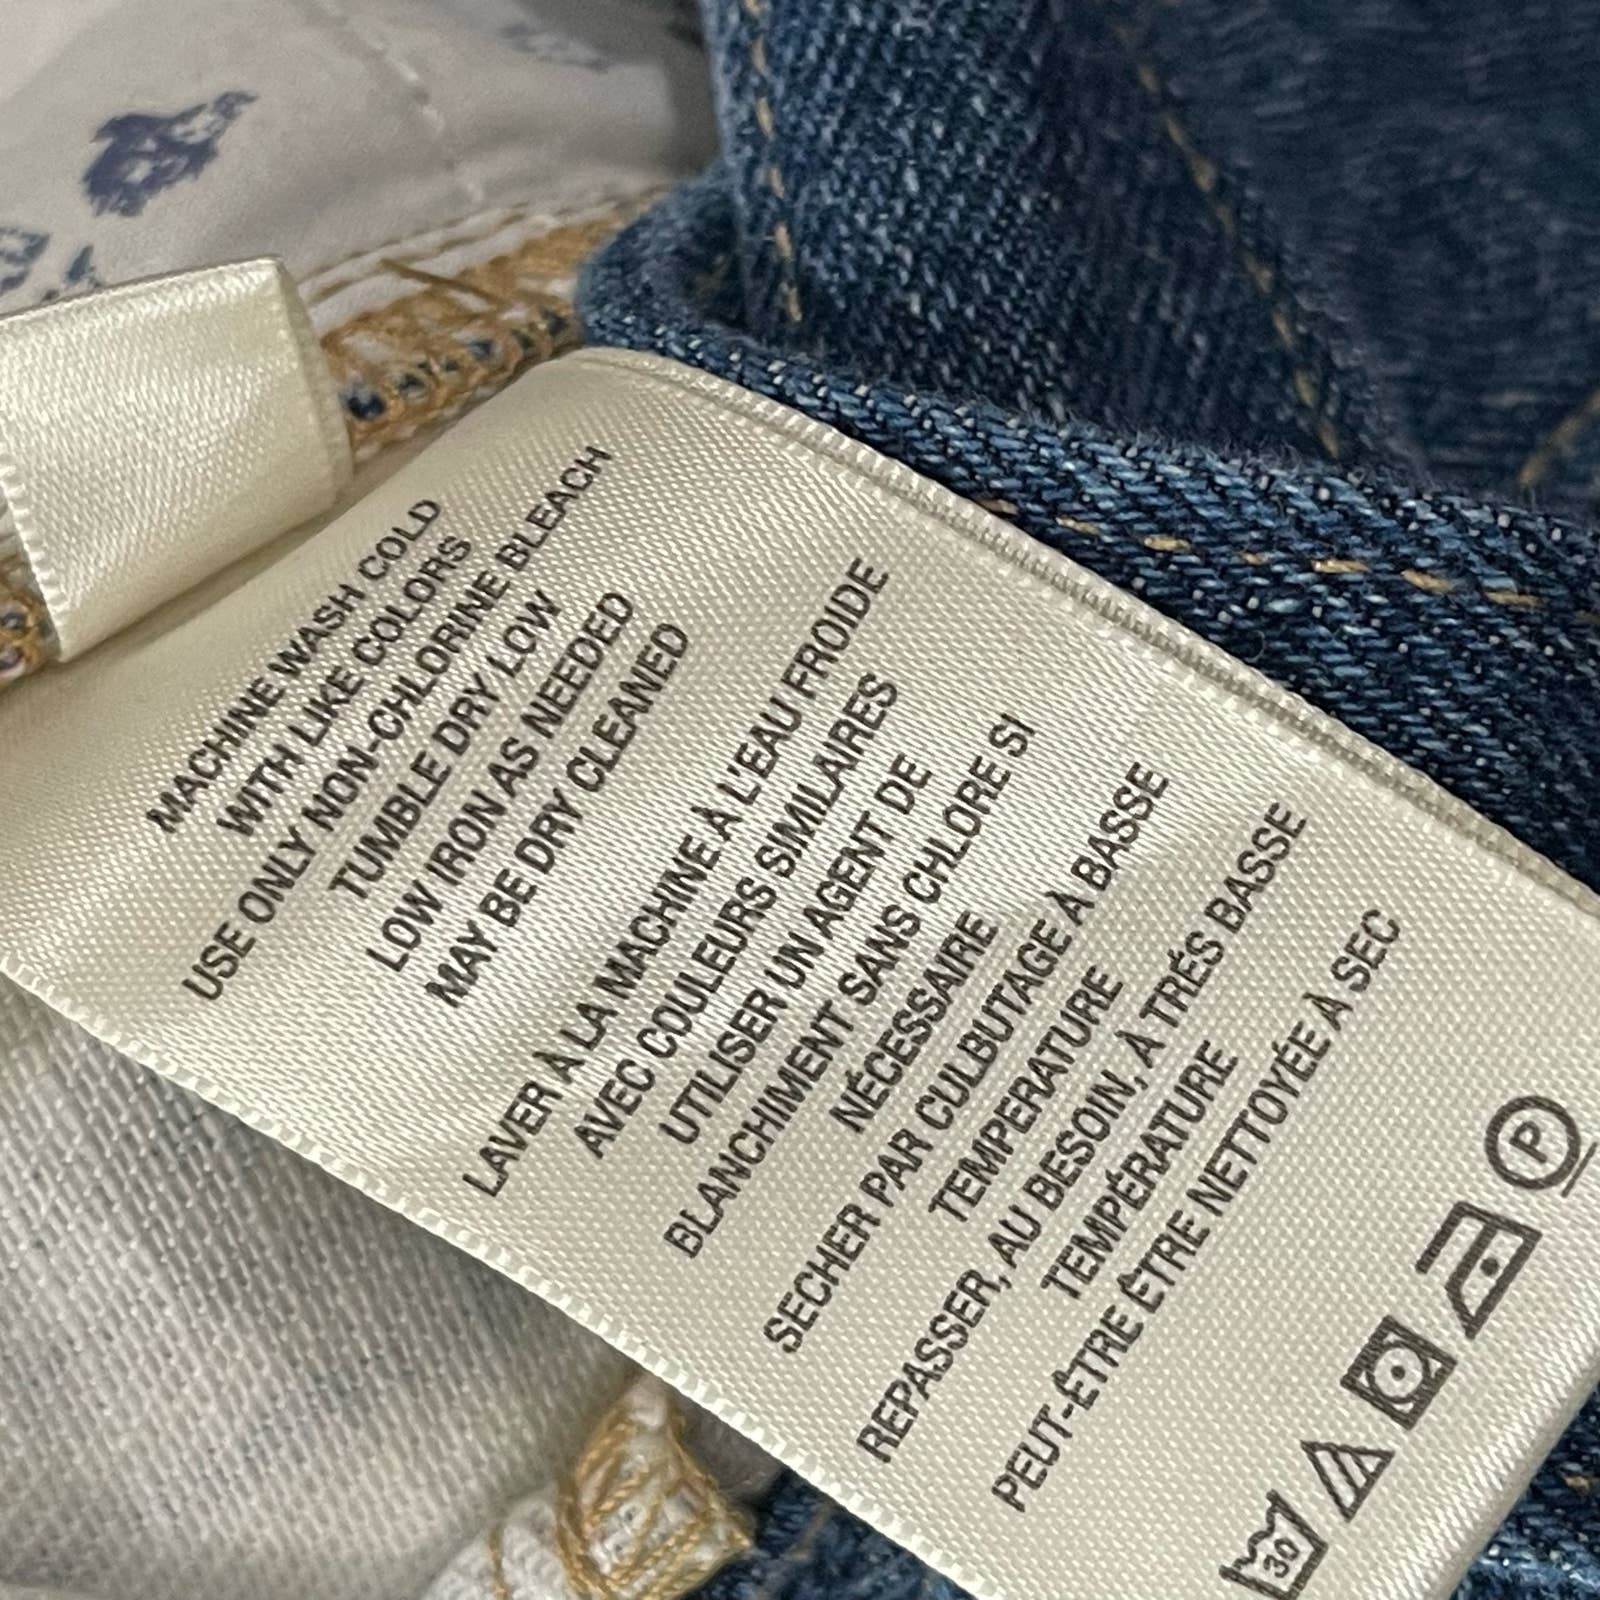 MACHINE WASH COLD
WITH LIKE COLORS
USE ONLY NON-CHLORINE BLEACH
TUMBLE DRY LOW
LOW IRON AS NEEDED
MAY BE DRY CLEANED
LAVER À LA MACHINE À L'EAU FROIDE
AVEC COULEURS SIMILAIRES
UTILISER UN AGENT DE
BLANCHIMENT SANS CHLORE SI
NÉCESSAIRE
SECHER PAR CULBUTAGE À BASSE
TEMPERATURE
REPASSER, AU BESOIN, À TRÉS BASSE
TEMPÉRATURE
PEUT-ÊTRE ÊTRE NETTOYÉE À SEC
30
P